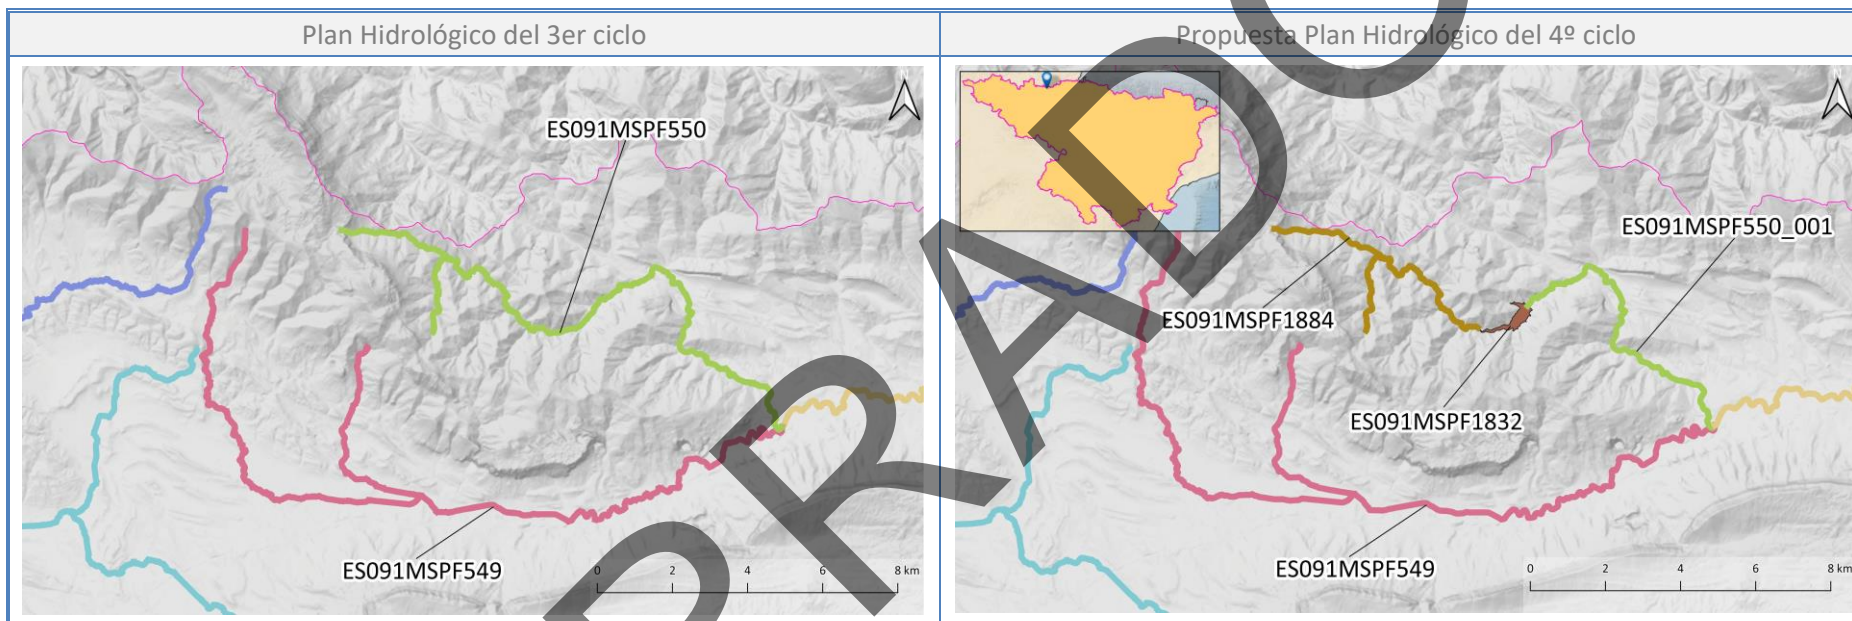 Plan Hidrológico del 3er ciclo
Propuesta Plan Hidrológico del 4º ciclo
ES091MSPF550
ES091MSPF549
0 2 4 6 8 km
ES091MSPF550_001
ES091MSPF1884
ES091MSPF1832
ES091MSPF549
0 2 4 6 8 km